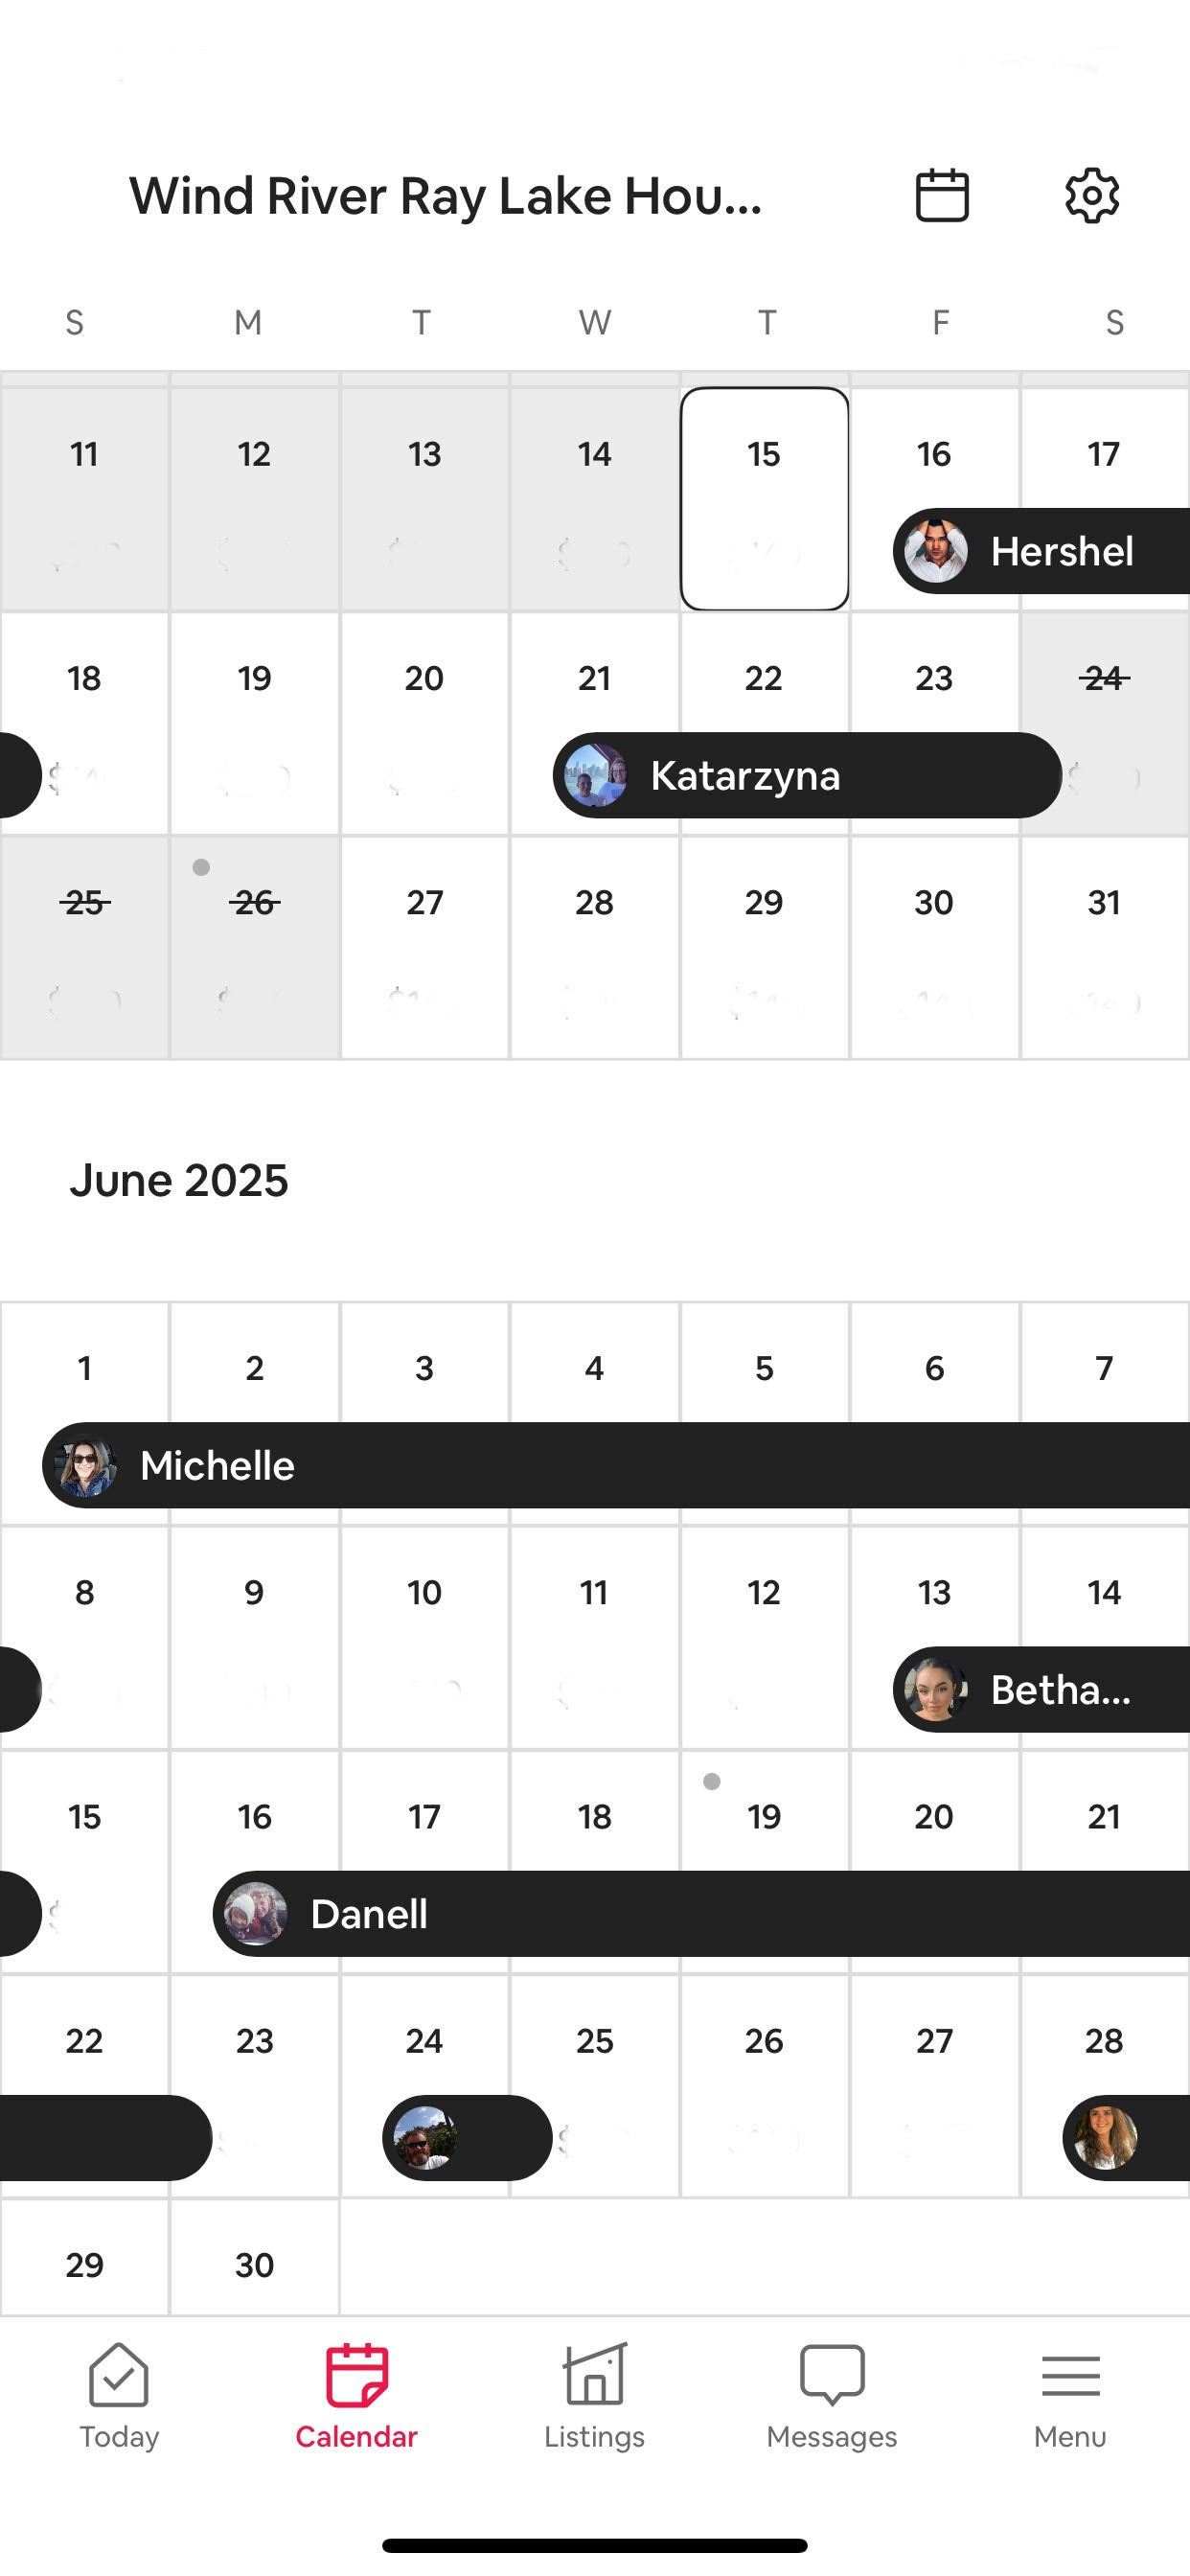 Wind River Ray Lake Hou...
S M T W T F S
11 12 13 14 15 16 17
Hershel
18 19 20 21 22 23 24
Katarzyna
25 26 27 28 29 30 31
June 2025
1 2 3 4 5 6 7
Michelle
8 9 10 11 12 13 14
Betha...
15 16 17 18 19 20 21
Danell
22 23 24 25 26 27 28
29 30
Today Calendar Listings Messages Menu